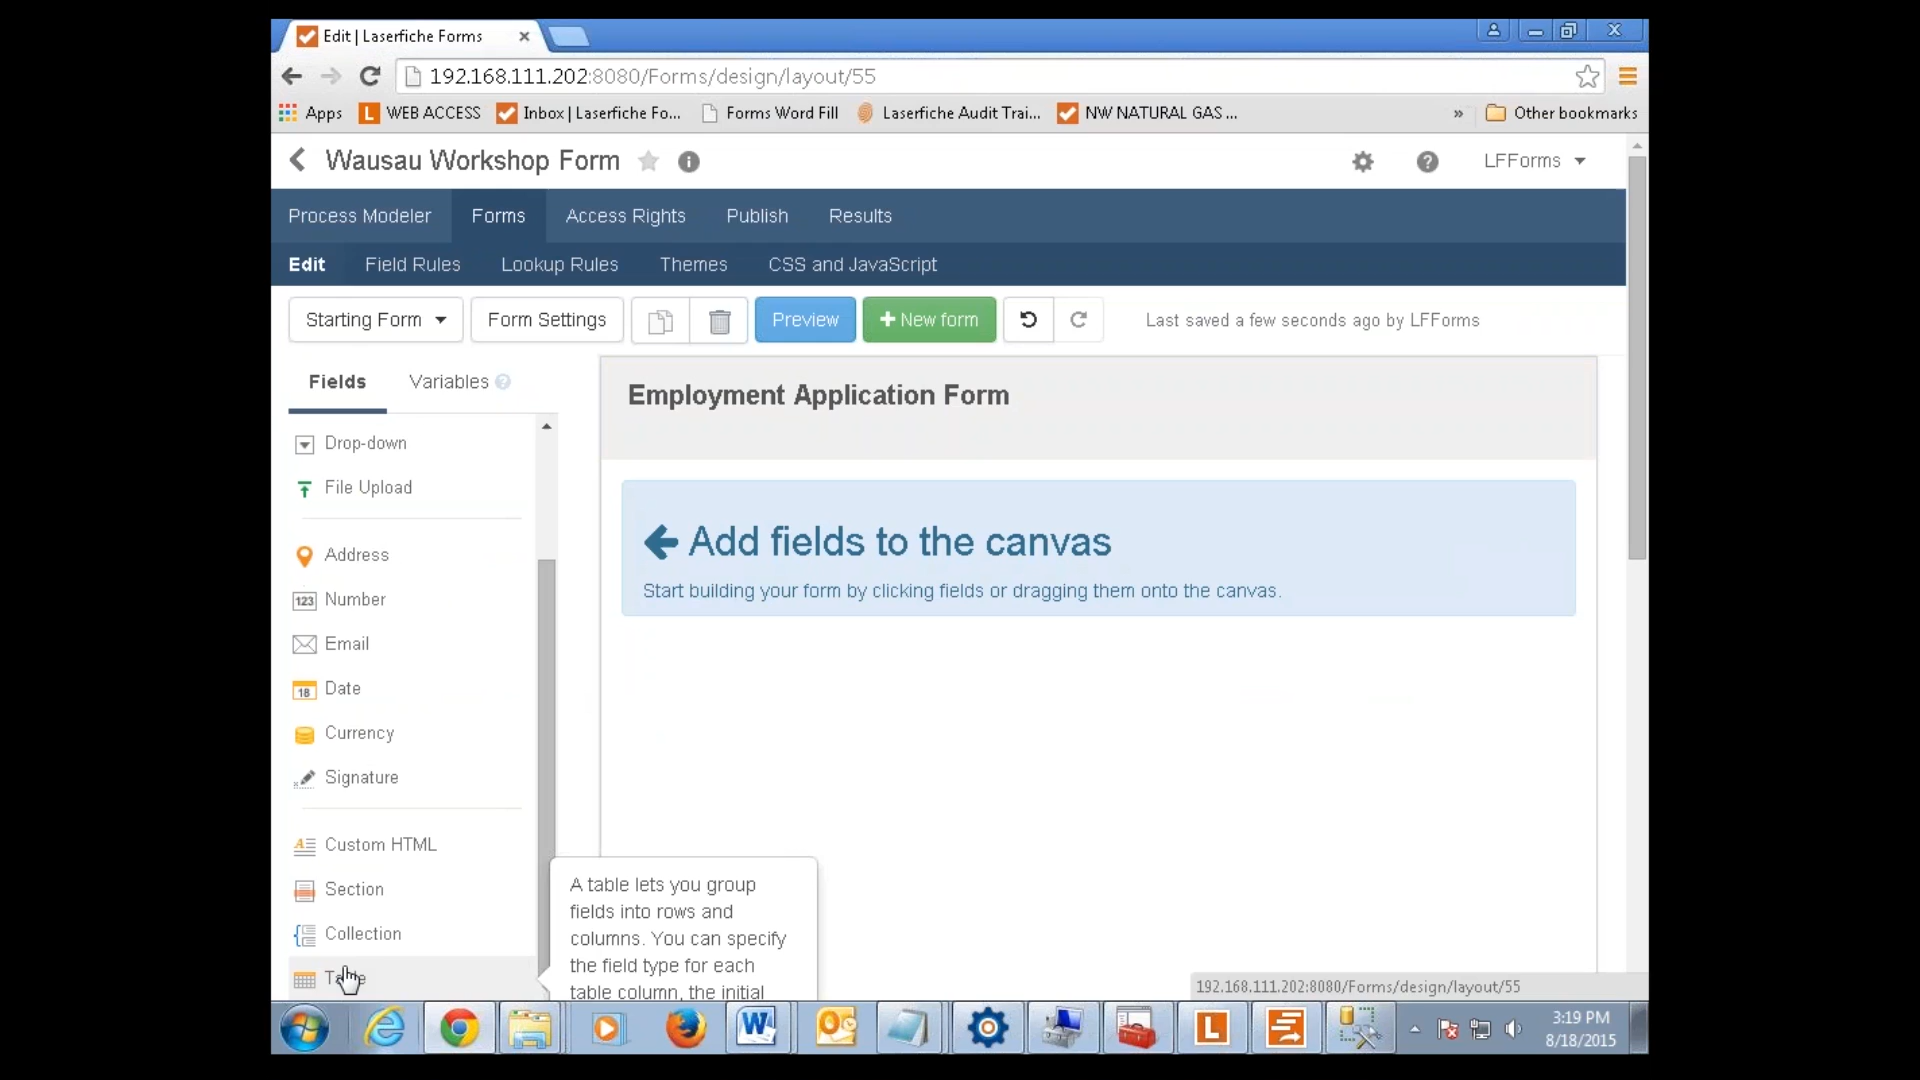 Edit | Laserfiche Forms
192.168.111.202:8080/Forms/design/layout/55
Apps WEB ACCESS Inbox | Laserfiche Fo... Forms Word Fill Laserfiche Audit Trai... NW NATURAL GAS ... » Other bookmarks
Wausau Workshop Form LFForms
Process Modeler Forms Access Rights Publish Results
Edit Field Rules Lookup Rules Themes CSS and JavaScript
Starting Form Form Settings Preview + New form Last saved a few seconds ago by LFForms
Fields Variables
Employment Application Form
Drop-down
File Upload
Add fields to the canvas
Start building your form by clicking fields or dragging them onto the canvas.
Address
123 Number
Email
18 Date
Currency
Signature
Custom HTML
Section
Collection
Table
A table lets you group
fields into rows and
columns. You can specify
the field type for each
table column, the initial
192.168.111.202:8080/Forms/design/layout/55
3:19 PM
8/18/2015